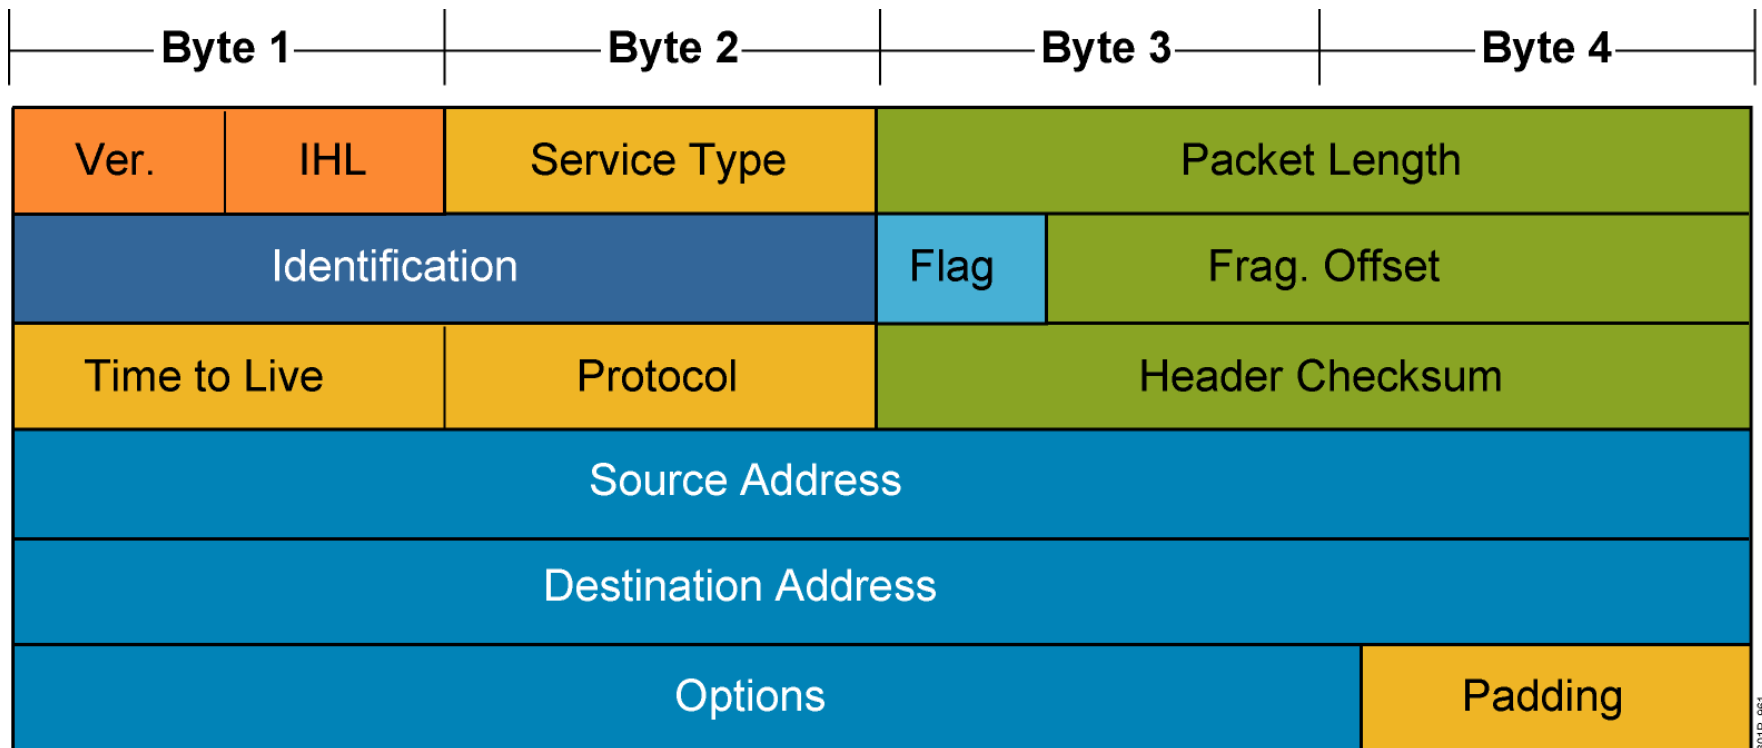 Byte 1 Byte 2 Byte 3 Byte 4
Ver. IHL Service Type Packet Length
Identification Flag Frag. Offset
Time to Live Protocol Header Checksum
Source Address
Destination Address
Options Padding